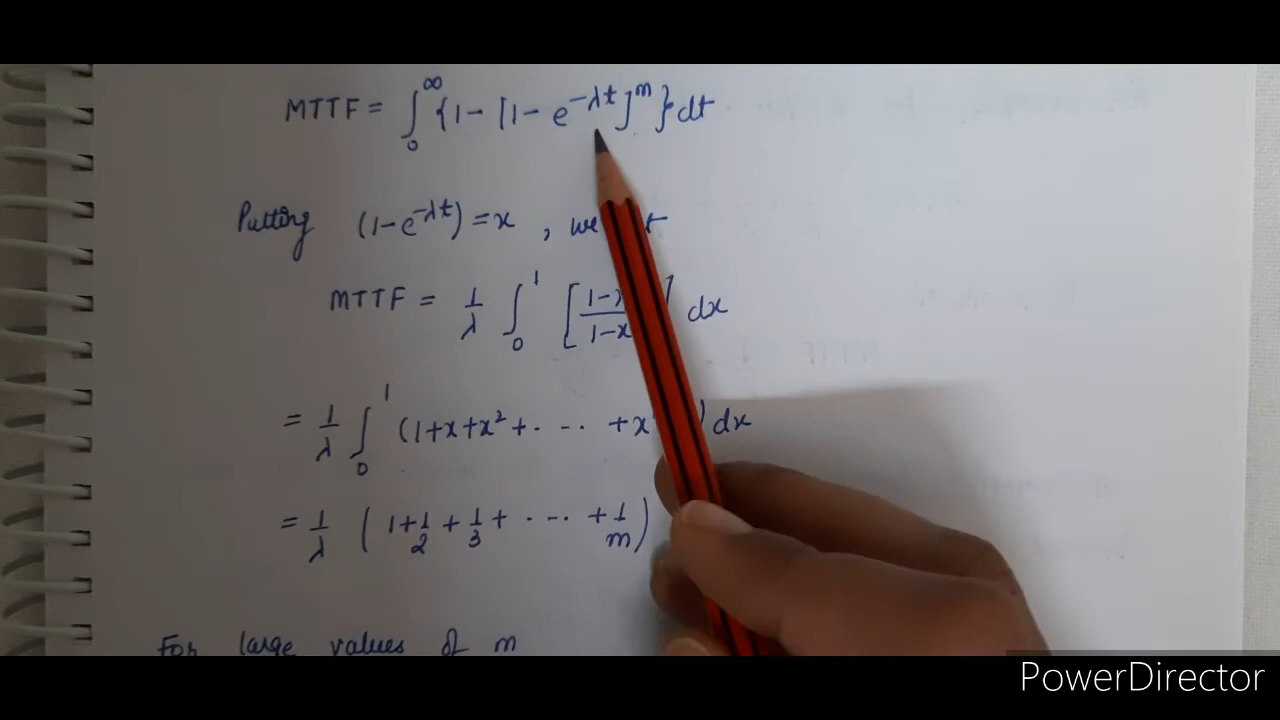 MTTF = ∫₀^∞ {1 - [1 - e^{-λt}]^m} dt
Putting (1-e^{-λt}) = x , we
MTTF = 1/λ ∫₀¹ [1-x / 1-x] dx
= 1/λ ∫₀¹ (1+x+x²+ - - - - +x ) dx
= 1/λ (1+1/2+1/3+ - - - - +1/m)
For large values of m
PowerDirector